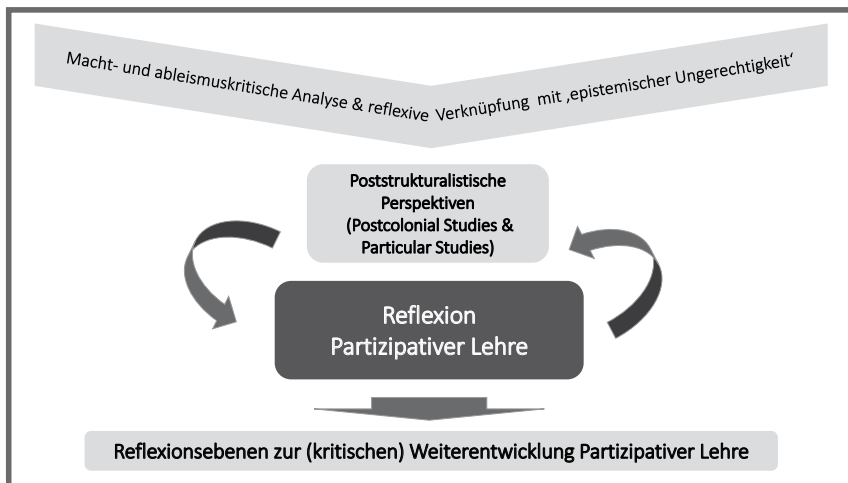 Macht- und ableismuskritische Analyse & reflexive Verknüpfung mit ‚epistemischer Ungerechtigkeit‘
Poststrukturalistische
Perspektiven
(Postcolonial Studies &
Particular Studies)
Reflexion
Partizipativer Lehre
Reflexionsebenen zur (kritischen) Weiterentwicklung Partizipativer Lehre